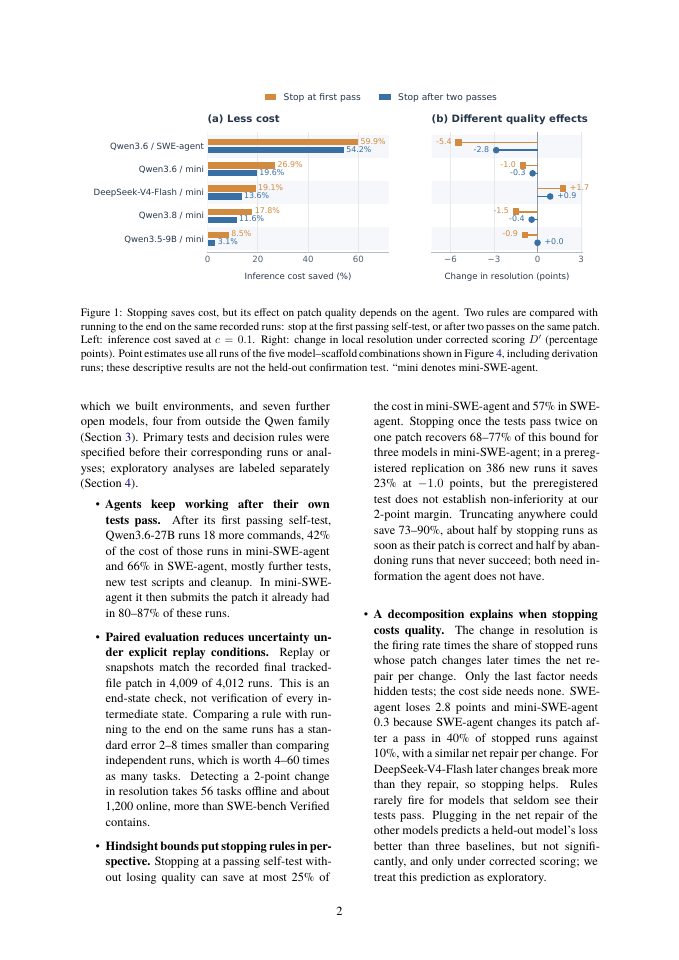 Stop at first pass
Stop after two passes
(a) Less cost
(b) Different quality effects
Qwen3.6 / SWE-agent
59.9%
54.2%
-5.4
-2.8
Qwen3.6 / mini
26.9%
19.6%
-1.0
-0.3
DeepSeek-V4-Flash / mini
19.1%
13.6%
+1.7
+0.9
Qwen3.8 / mini
17.8%
11.6%
-1.5
-0.4
Qwen3.5-9B / mini
8.5%
3.1%
-0.9
+0.0
0 20 40 60
−6 −3 0 3
Inference cost saved (%)
Change in resolution (points)
Figure 1: Stopping saves cost, but its effect on patch quality depends on the agent. Two rules are compared with
running to the end on the same recorded runs: stop at the first passing self-test, or after two passes on the same patch.
Left: inference cost saved at c = 0.1. Right: change in local resolution under corrected scoring D′ (percentage
points). Point estimates use all runs of the five model–scaffold combinations shown in Figure 4, including derivation
runs; these descriptive results are not the held-out confirmation test. “mini denotes mini-SWE-agent.
which we built environments, and seven further
open models, four from outside the Qwen family
(Section 3). Primary tests and decision rules were
specified before their corresponding runs or anal-
yses; exploratory analyses are labeled separately
(Section 4).
• Agents keep working after their own
tests pass. After its first passing self-test,
Qwen3.6-27B runs 18 more commands, 42%
of the cost of those runs in mini-SWE-agent
and 66% in SWE-agent, mostly further tests,
new test scripts and cleanup. In mini-SWE-
agent it then submits the patch it already had
in 80–87% of these runs.
• Paired evaluation reduces uncertainty un-
der explicit replay conditions. Replay or
snapshots match the recorded final tracked-
file patch in 4,009 of 4,012 runs. This is an
end-state check, not verification of every in-
termediate state. Comparing a rule with run-
ning to the end on the same runs has a stan-
dard error 2–8 times smaller than comparing
independent runs, which is worth 4–60 times
as many tasks. Detecting a 2-point change
in resolution takes 56 tasks offline and about
1,200 online, more than SWE-bench Verified
contains.
• Hindsight bounds put stopping rules in per-
spective. Stopping at a passing self-test with-
out losing quality can save at most 25% of
the cost in mini-SWE-agent and 57% in SWE-
agent. Stopping once the tests pass twice on
one patch recovers 68–77% of this bound for
three models in mini-SWE-agent; in a prereg-
istered replication on 386 new runs it saves
23% at −1.0 points, but the preregistered
test does not establish non-inferiority at our
2-point margin. Truncating anywhere could
save 73–90%, about half by stopping runs as
soon as their patch is correct and half by aban-
doning runs that never succeed; both need in-
formation the agent does not have.
• A decomposition explains when stopping
costs quality. The change in resolution is
the firing rate times the share of stopped runs
whose patch changes later times the net re-
pair per change. Only the last factor needs
hidden tests; the cost side needs none. SWE-
agent loses 2.8 points and mini-SWE-agent
0.3 because SWE-agent changes its patch af-
ter a pass in 40% of stopped runs against
10%, with a similar net repair per change. For
DeepSeek-V4-Flash later changes break more
than they repair, so stopping helps. Rules
rarely fire for models that seldom see their
tests pass. Plugging in the net repair of the
other models predicts a held-out model’s loss
better than three baselines, but not signifi-
cantly, and only under corrected scoring; we
treat this prediction as exploratory.
2